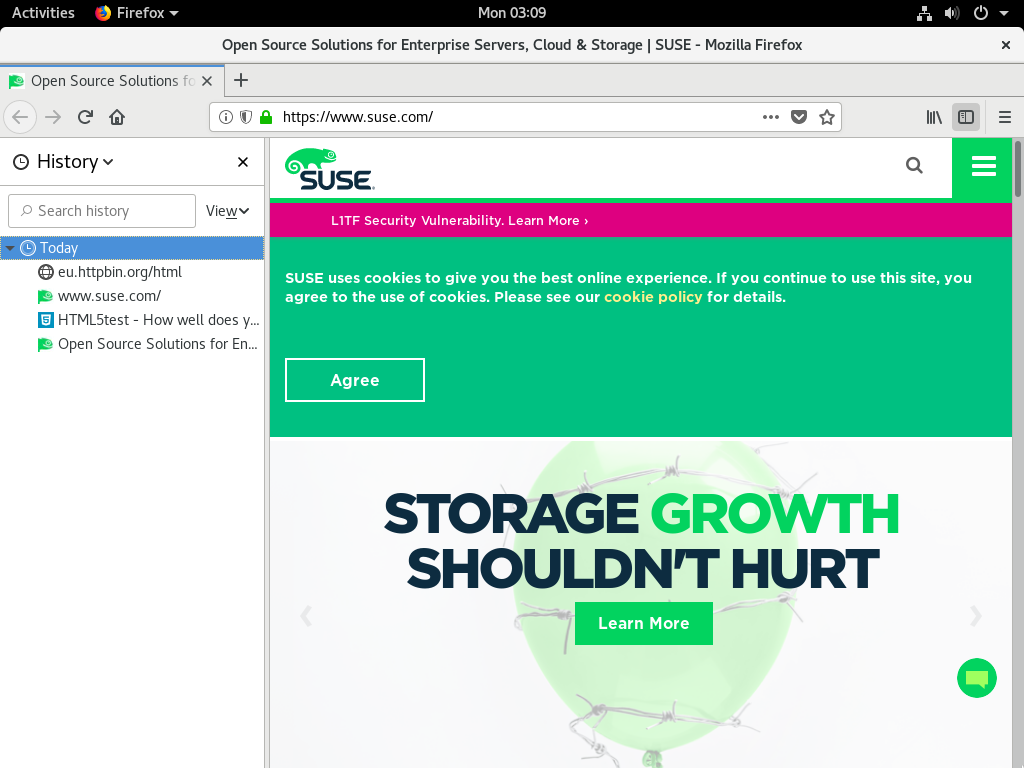 Activities Firefox Mon 03:09
Open Source Solutions for Enterprise Servers, Cloud & Storage | SUSE - Mozilla Firefox
Open Source Solutions fo
https://www.suse.com/
History
Search history View
Today
eu.httpbin.org/html
www.suse.com/
HTML5test - How well does y...
Open Source Solutions for En...
SUSE
L1TF Security Vulnerability. Learn More ›
SUSE uses cookies to give you the best online experience. If you continue to use this site, you
agree to the use of cookies. Please see our cookie policy for details.
Agree
STORAGE GROWTH
SHOULDN'T HURT
Learn More